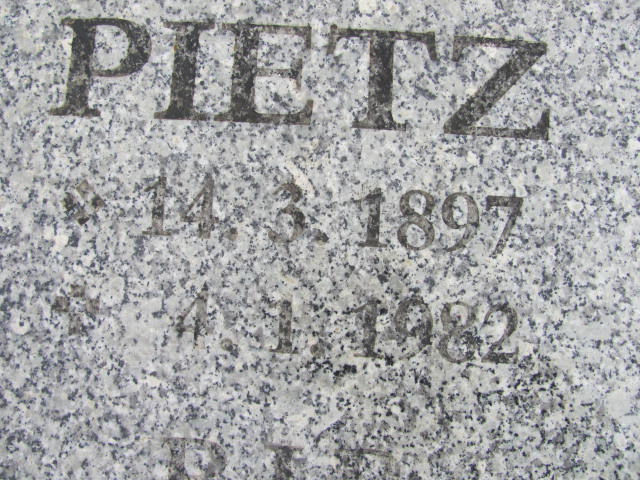 PIETZ
* 14. 3. 1897
✝ 4. 1. 1982